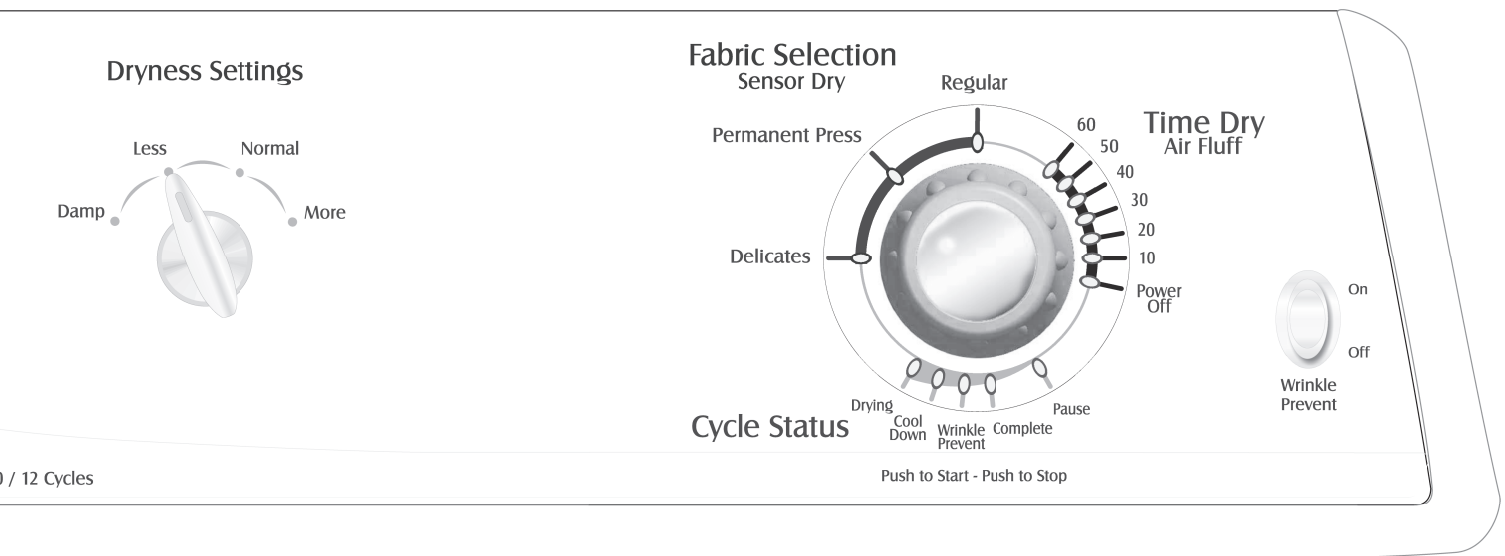 Dryness Settings
Less
Normal
Damp
More
Fabric Selection
Sensor Dry
Regular
Permanent Press
Delicates
60
50
40
30
20
10
Time Dry
Air Fluff
Power
Off
Cycle Status
Drying
Cool
Down
Wrinkle
Prevent
Complete
Pause
On
Off
Wrinkle
Prevent
/ 12 Cycles
Push to Start - Push to Stop